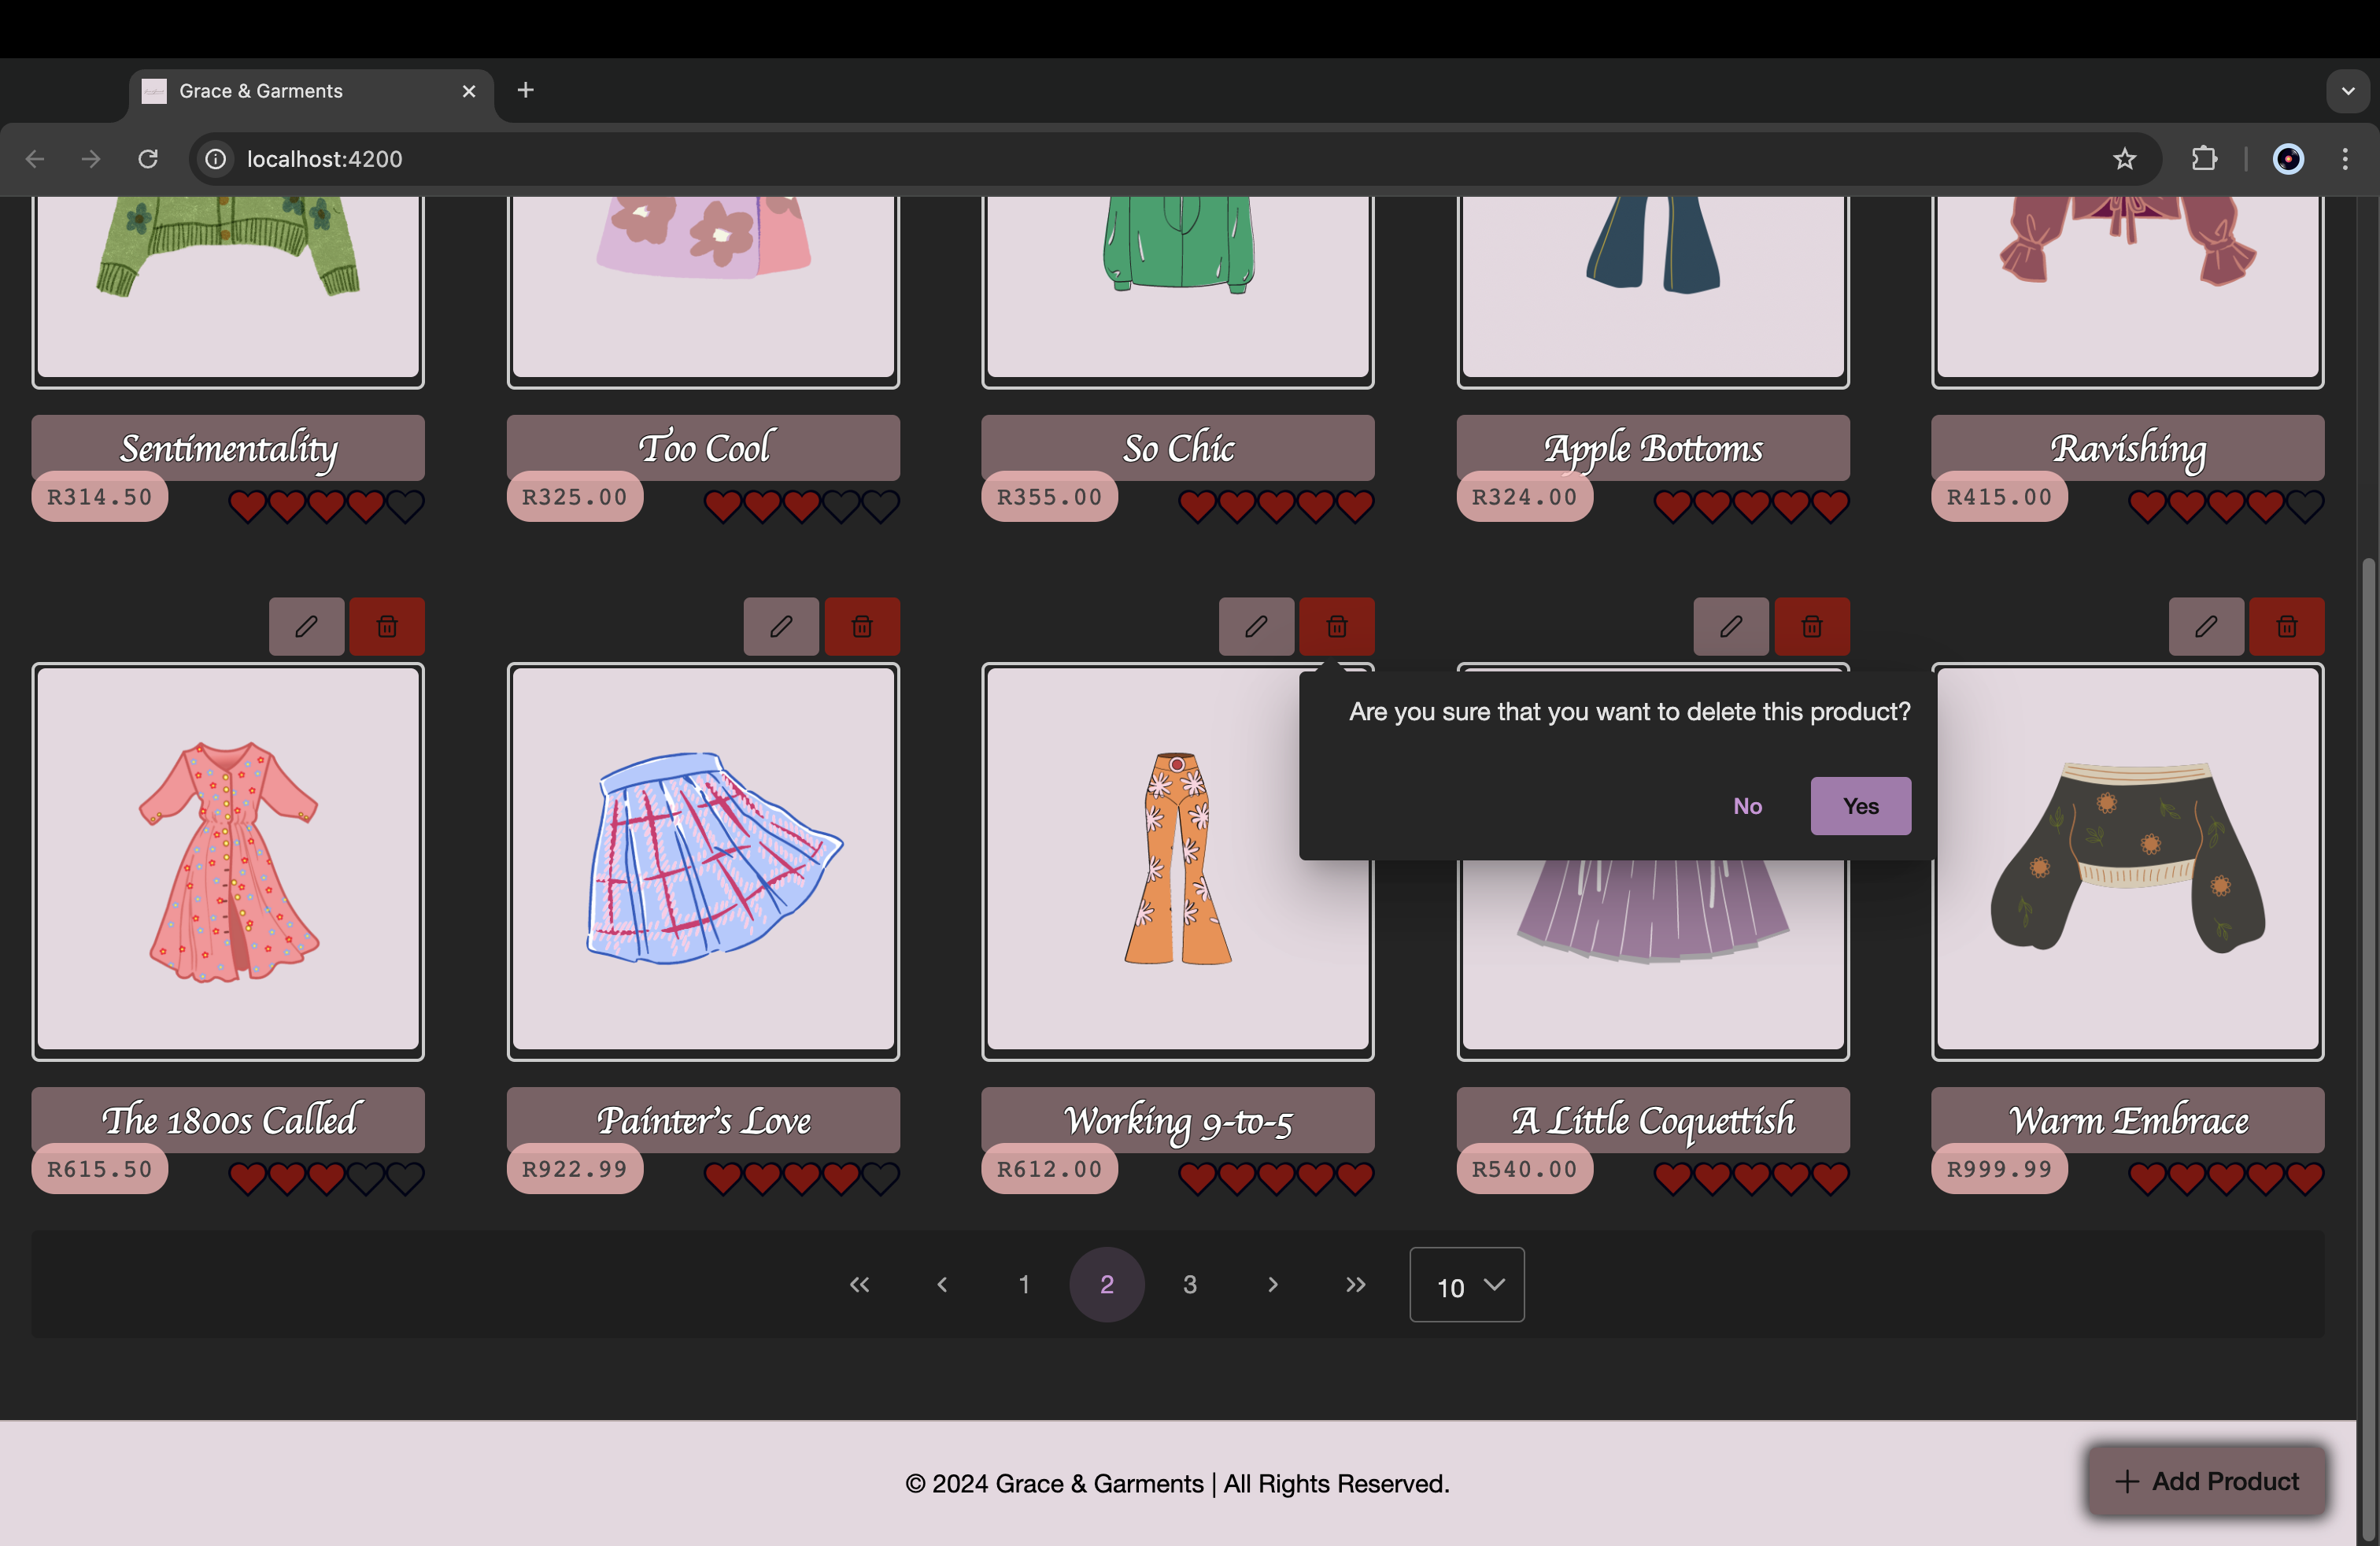 Grace & Garments
localhost:4200
Sentimentality
Too Cool
So Chic
Apple Bottoms
Ravishing
R314.50
R325.00
R355.00
R324.00
R415.00
Are you sure that you want to delete this product?
No
Yes
The 1800s Called
Painter's Love
Working 9-to-5
A Little Coquettish
Warm Embrace
R615.50
R922.99
R612.00
R540.00
R999.99
1 2 3 10
© 2024 Grace & Garments | All Rights Reserved.
Add Product